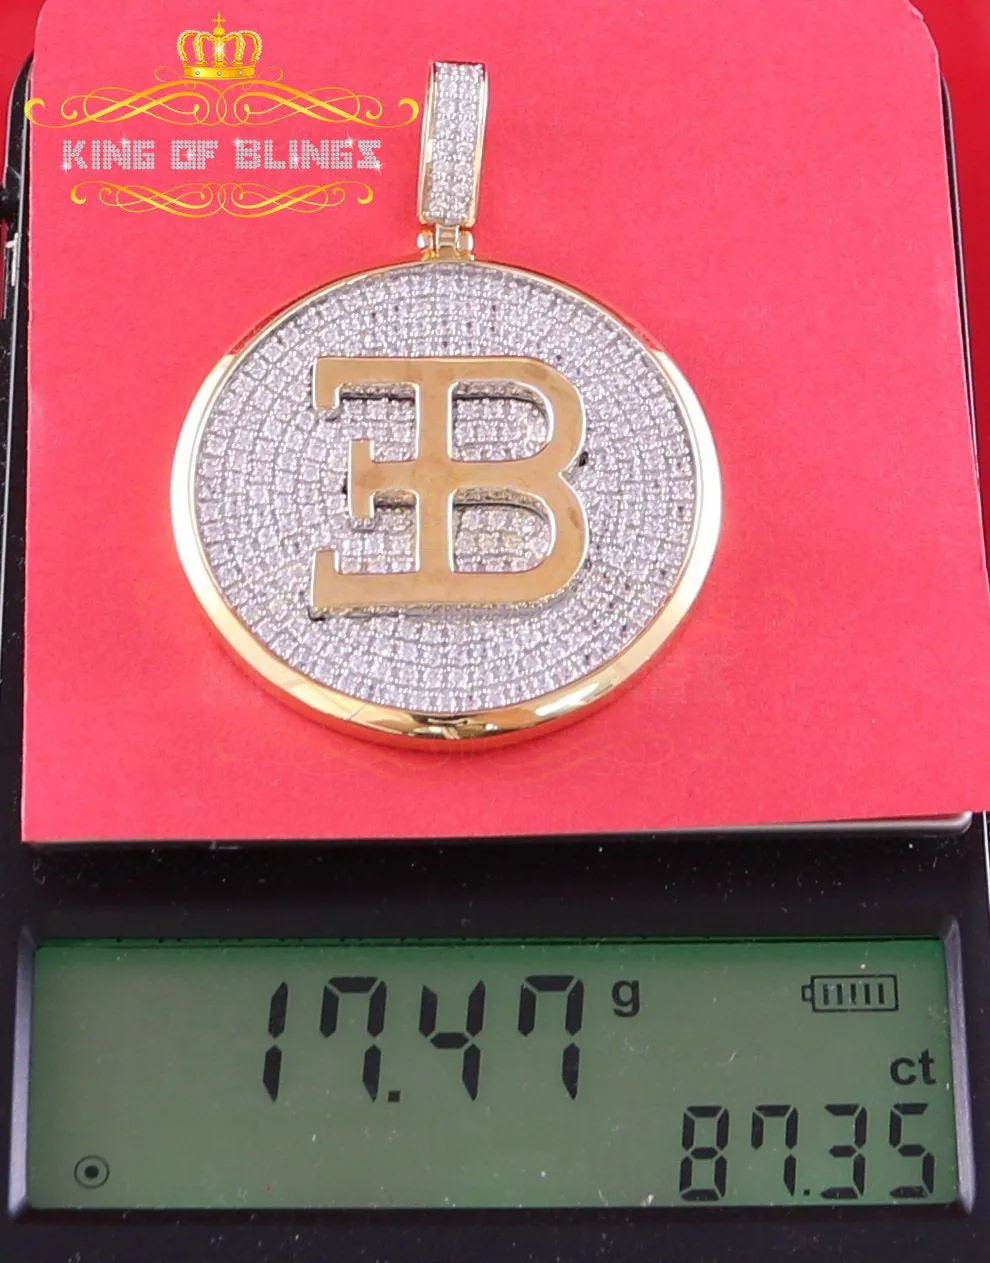 KING OF BLINGS
EB
17.47 g
ct
87.35